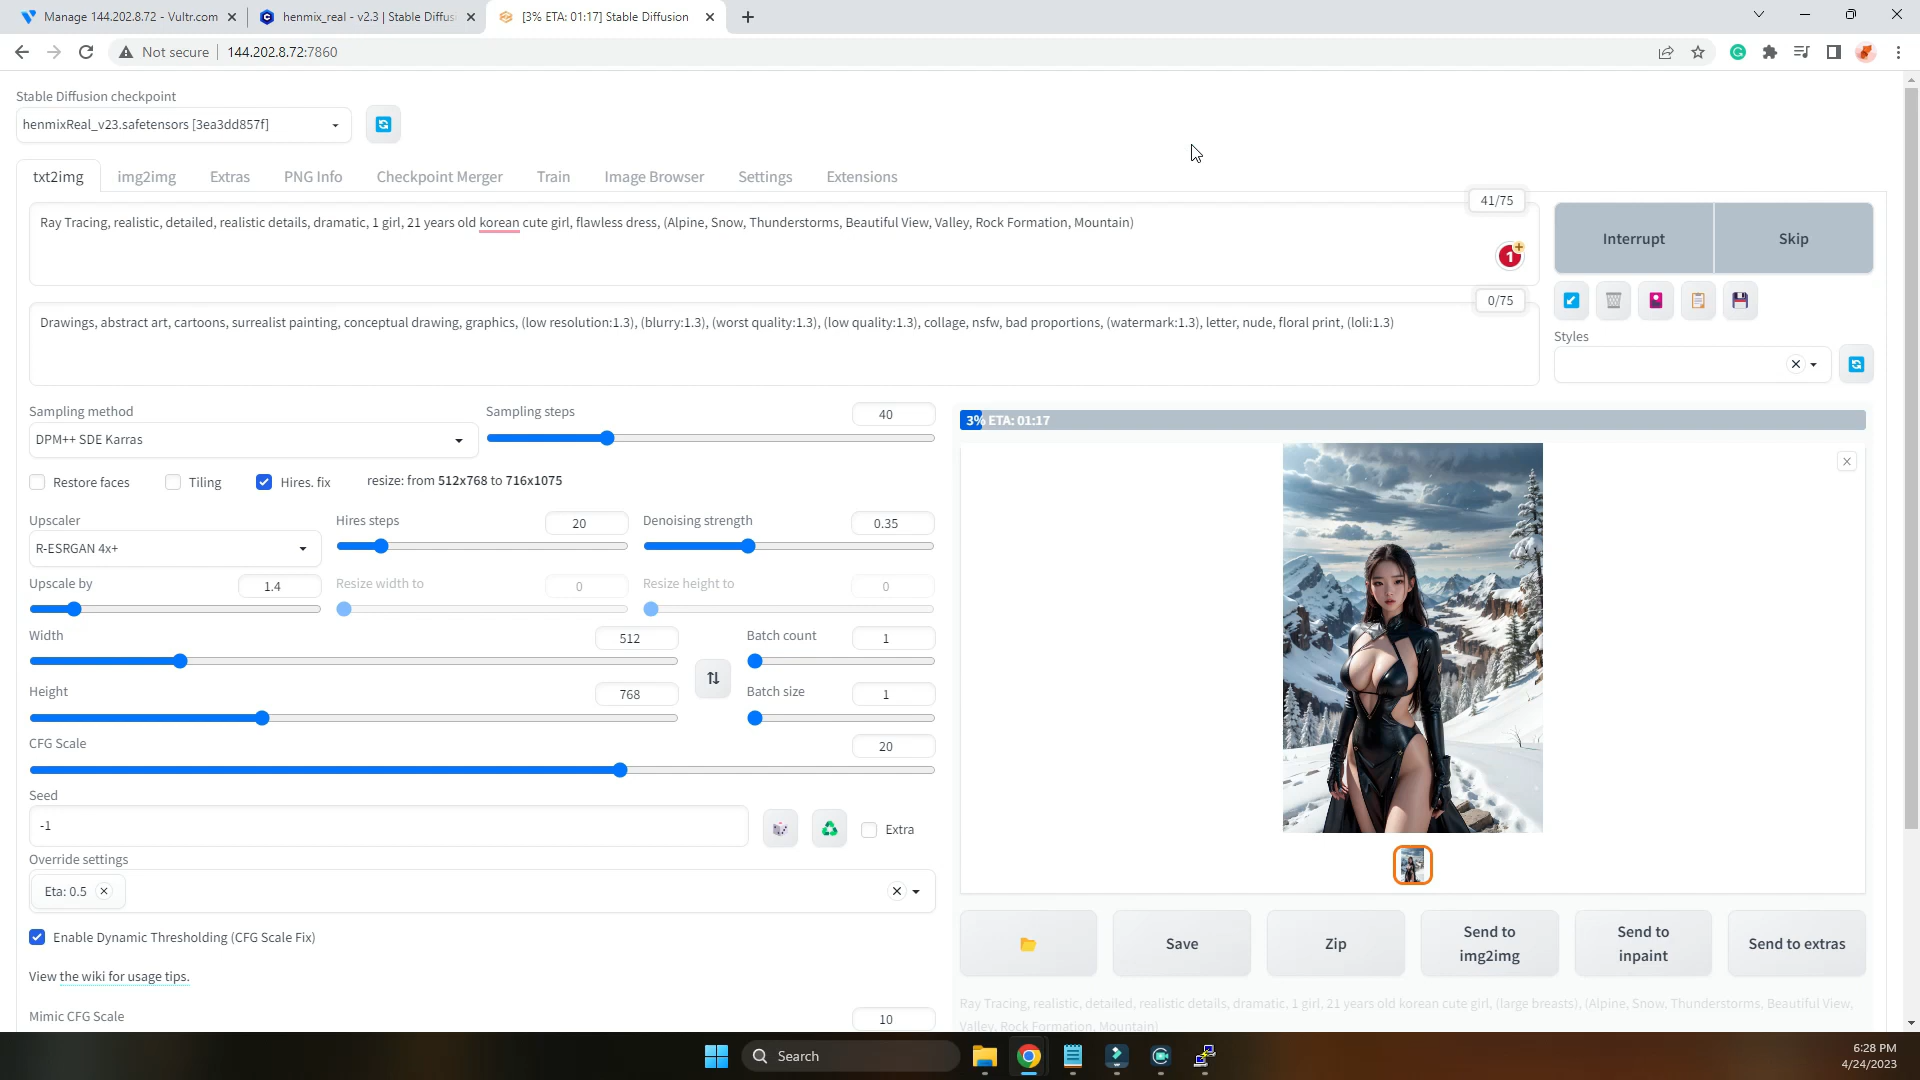 Manage 144.202.8.72 - Vultr.com
henmix_real - v2.3 | Stable Diffus
[3% ETA: 01:17] Stable Diffusion
Not secure
144.202.8.72:7860
Stable Diffusion checkpoint
henmixReal_v23.safetensors [3ea3dd857f]
txt2img
img2img
Extras
PNG Info
Checkpoint Merger
Train
Image Browser
Settings
Extensions
41/75
Ray Tracing, realistic, detailed, realistic details, dramatic, 1 girl, 21 years old korean cute girl, flawless dress, (Alpine, Snow, Thunderstorms, Beautiful View, Valley, Rock Formation, Mountain)
1
Interrupt
Skip
0/75
Drawings, abstract art, cartoons, surrealist painting, conceptual drawing, graphics, (low resolution:1.3), (blurry:1.3), (worst quality:1.3), (low quality:1.3), collage, nsfw, bad proportions, (watermark:1.3), letter, nude, floral print, (loli:1.3)
Styles
Sampling method
DPM++ SDE Karras
Sampling steps
40
3% ETA: 01:17
Restore faces
Tiling
Hires. fix
resize: from 512x768 to 716x1075
Upscaler
R-ESRGAN 4x+
Hires steps
20
Denoising strength
0.35
Upscale by
1.4
Resize width to
0
Resize height to
0
Width
512
Batch count
1
Height
768
Batch size
1
CFG Scale
20
Seed
-1
Extra
Override settings
Eta: 0.5
Enable Dynamic Thresholding (CFG Scale Fix)
View the wiki for usage tips.
Mimic CFG Scale
10
Save
Zip
Send to
img2img
Send to
inpaint
Send to extras
Ray Tracing, realistic, detailed, realistic details, dramatic, 1 girl, 21 years old korean cute girl, (large breasts), (Alpine, Snow, Thunderstorms, Beautiful View,
Valley, Rock Formation, Mountain)
Search
6:28 PM
4/24/2023